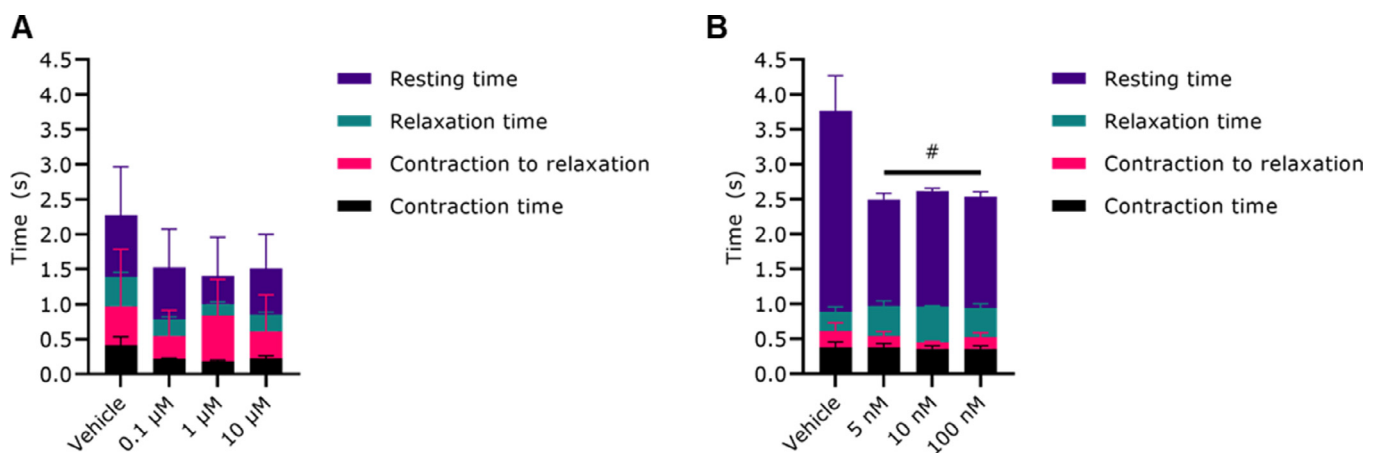 A
4.5
4.0
3.5
3.0
2.5
2.0
1.5
1.0
0.5
0.0
Time (s)
Vehicle
0.1 µM
1 µM
10 µM
Resting time
Relaxation time
Contraction to relaxation
Contraction time
B
4.5
4.0
3.5
3.0
2.5
2.0
1.5
1.0
0.5
0.0
Time (s)
#
Vehicle
5 nM
10 nM
100 nM
Resting time
Relaxation time
Contraction to relaxation
Contraction time